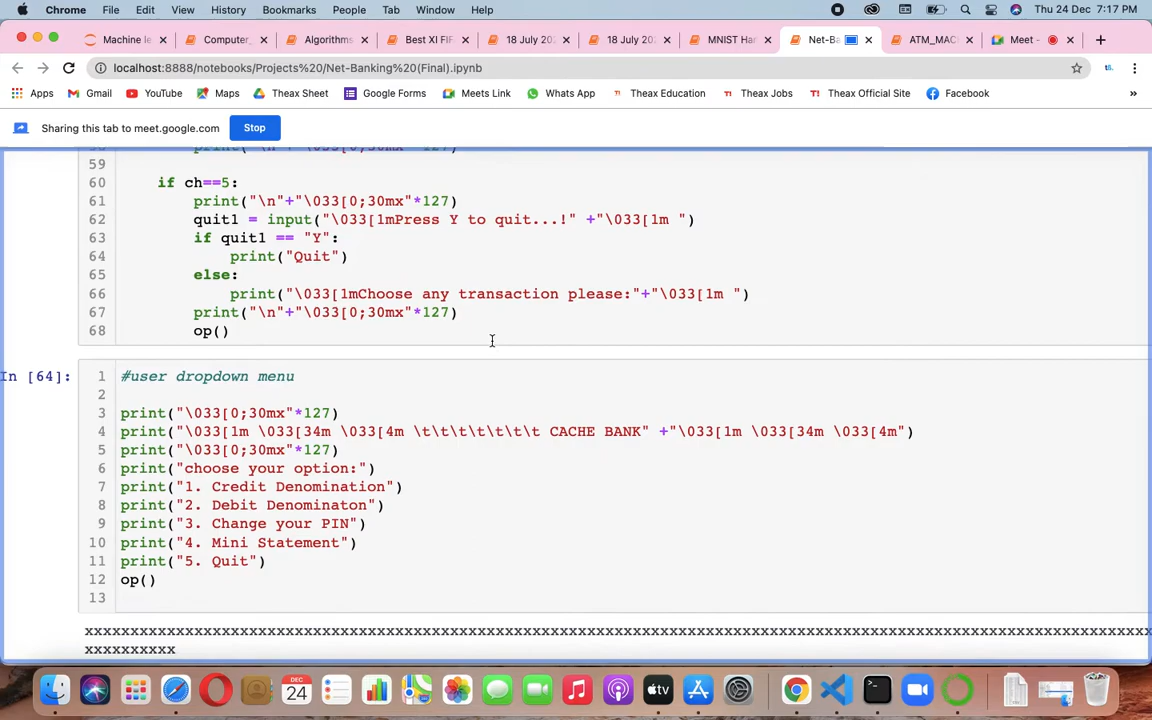 Chrome File Edit View History Bookmarks People Tab Window Help Thu 24 Dec 7:17 PM
Machine le Computer_ Algorithms Best XI FIF 18 July 202 18 July 202 MNIST Han Net-Ba ATM_MAC Meet -
localhost:8888/notebooks/Projects%20/Net-Banking%20(Final).ipynb
Apps Gmail YouTube Maps Theax Sheet Google Forms Meets Link Whats App Theax Education Theax Jobs Theax Official Site Facebook »
Sharing this tab to meet.google.com Stop
59
60 if ch==5:
61 print("\n"+"\033[0;30mx"*127)
62 quit1 = input("\033[1mPress Y to quit...!" +"\033[1m ")
63 if quit1 == "Y":
64 print("Quit")
65 else:
66 print("\033[1mChoose any transaction please:"+"\033[1m ")
67 print("\n"+"\033[0;30mx"*127)
68 op()
In [64]: 1 #user dropdown menu
2
3 print("\033[0;30mx"*127)
4 print("\033[1m \033[34m \033[4m \t\t\t\t\t\t\t CACHE BANK" +"\033[1m \033[34m \033[4m")
5 print("\033[0;30mx"*127)
6 print("choose your option:")
7 print("1. Credit Denomination")
8 print("2. Debit Denominaton")
9 print("3. Change your PIN")
10 print("4. Mini Statement")
11 print("5. Quit")
12 op()
13
xxxxxxxxxxxxxxxxxxxxxxxxxxxxxxxxxxxxxxxxxxxxxxxxxxxxxxxxxxxxxxxxxxxxxxxxxxxxxxxxxxxxxxxxxxxxxxxxxxxxxxxxxxxxxxxxxxxxx
xxxxxxxxxx
DEC
24
tv